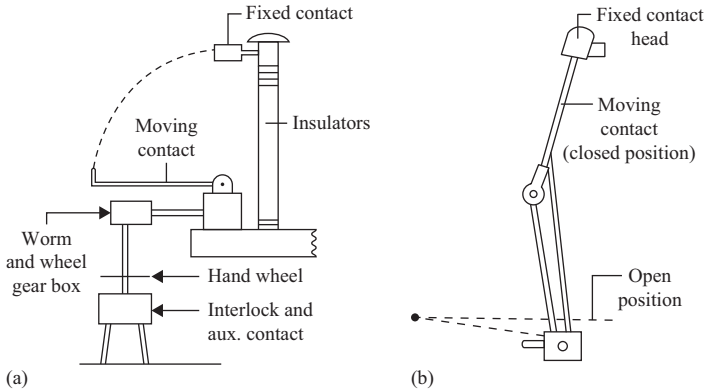 Fixed contact
Moving
contact
Insulators
Worm
and wheel
gear box
Hand wheel
Interlock and
aux. contact
(a)
Fixed contact
head
Moving
contact
(closed position)
Open
position
(b)